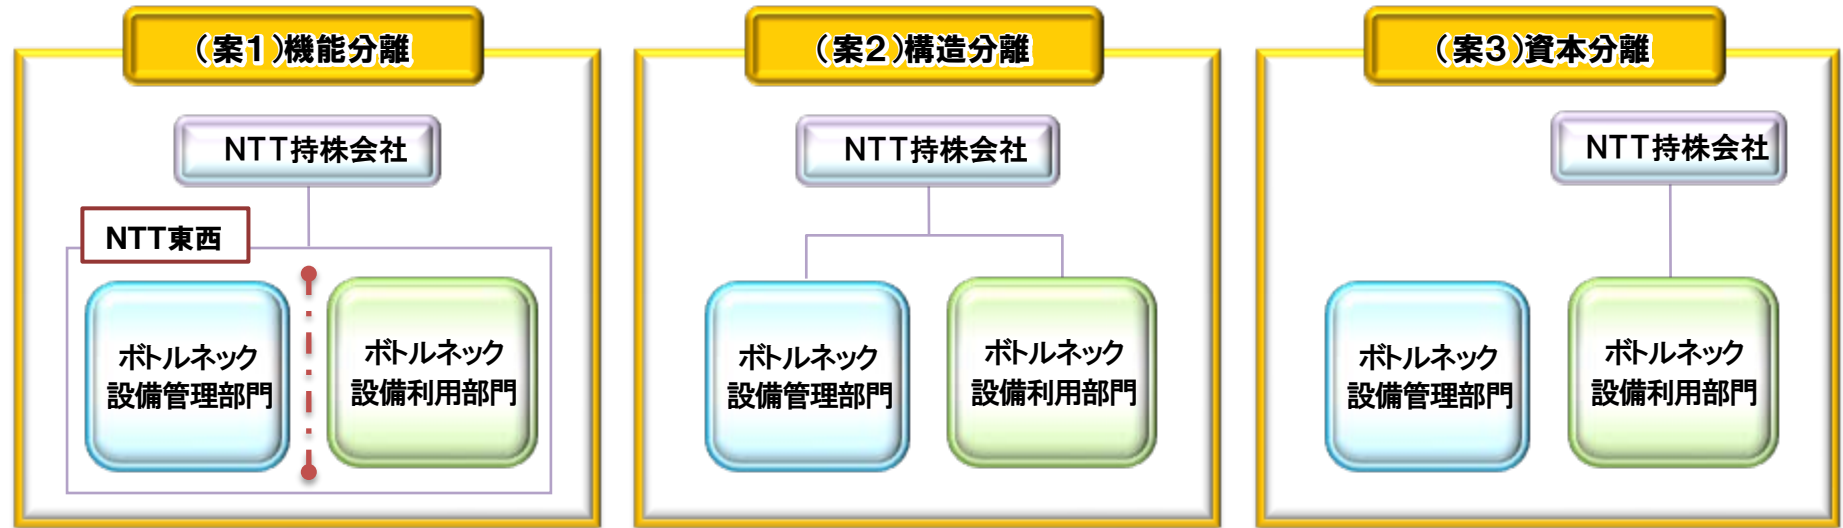 （案１）機能分離
NTT持株会社
NTT東西
ボトルネック
設備管理部門
ボトルネック
設備利用部門
（案２）構造分離
NTT持株会社
ボトルネック
設備管理部門
ボトルネック
設備利用部門
（案３）資本分離
NTT持株会社
ボトルネック
設備管理部門
ボトルネック
設備利用部門